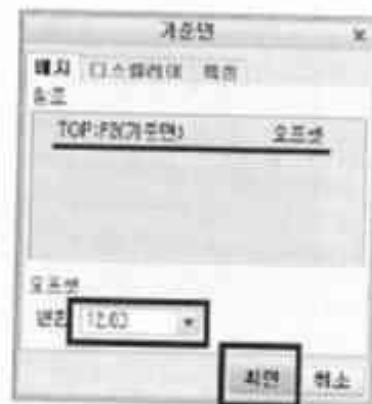 기준면
배치 디스플레이 특성
참조
TOP:F2(기준면) 오프셋
오프셋
변환 12.00
확인 취소